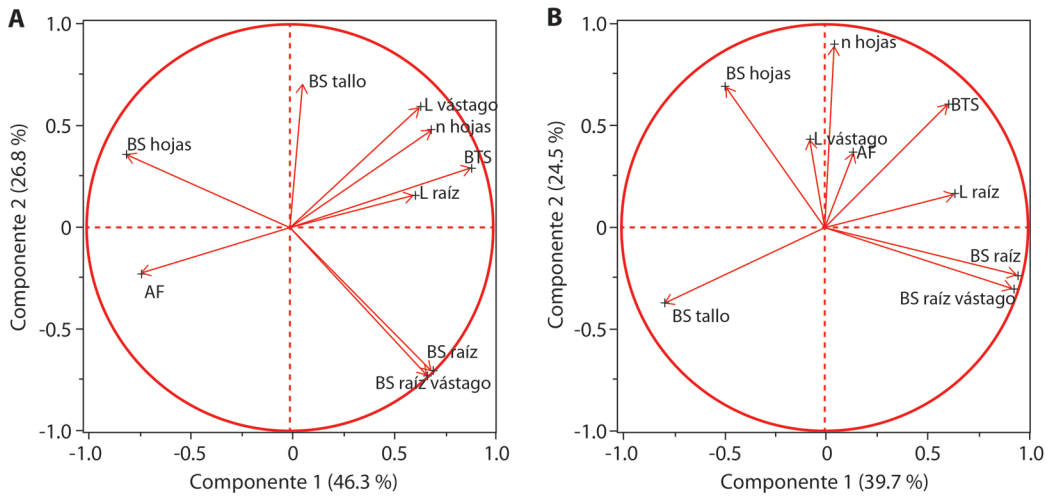 A
1.0
0.5
0
-0.5
-1.0
Componente 2 (26.8 %)
BS tallo
L vástago
n hojas
BS hojas
BTS
L raíz
AF
BS raíz
BS raíz vástago
-1.0
-0.5
0
0.5
1.0
Componente 1 (46.3 %)
B
1.0
0.5
0
-0.5
-1.0
Componente 2 (24.5 %)
n hojas
BS hojas
BTS
L vástago
AF
L raíz
BS raíz
BS raíz vástago
BS tallo
-1.0
-0.5
0
0.5
1.0
Componente 1 (39.7 %)